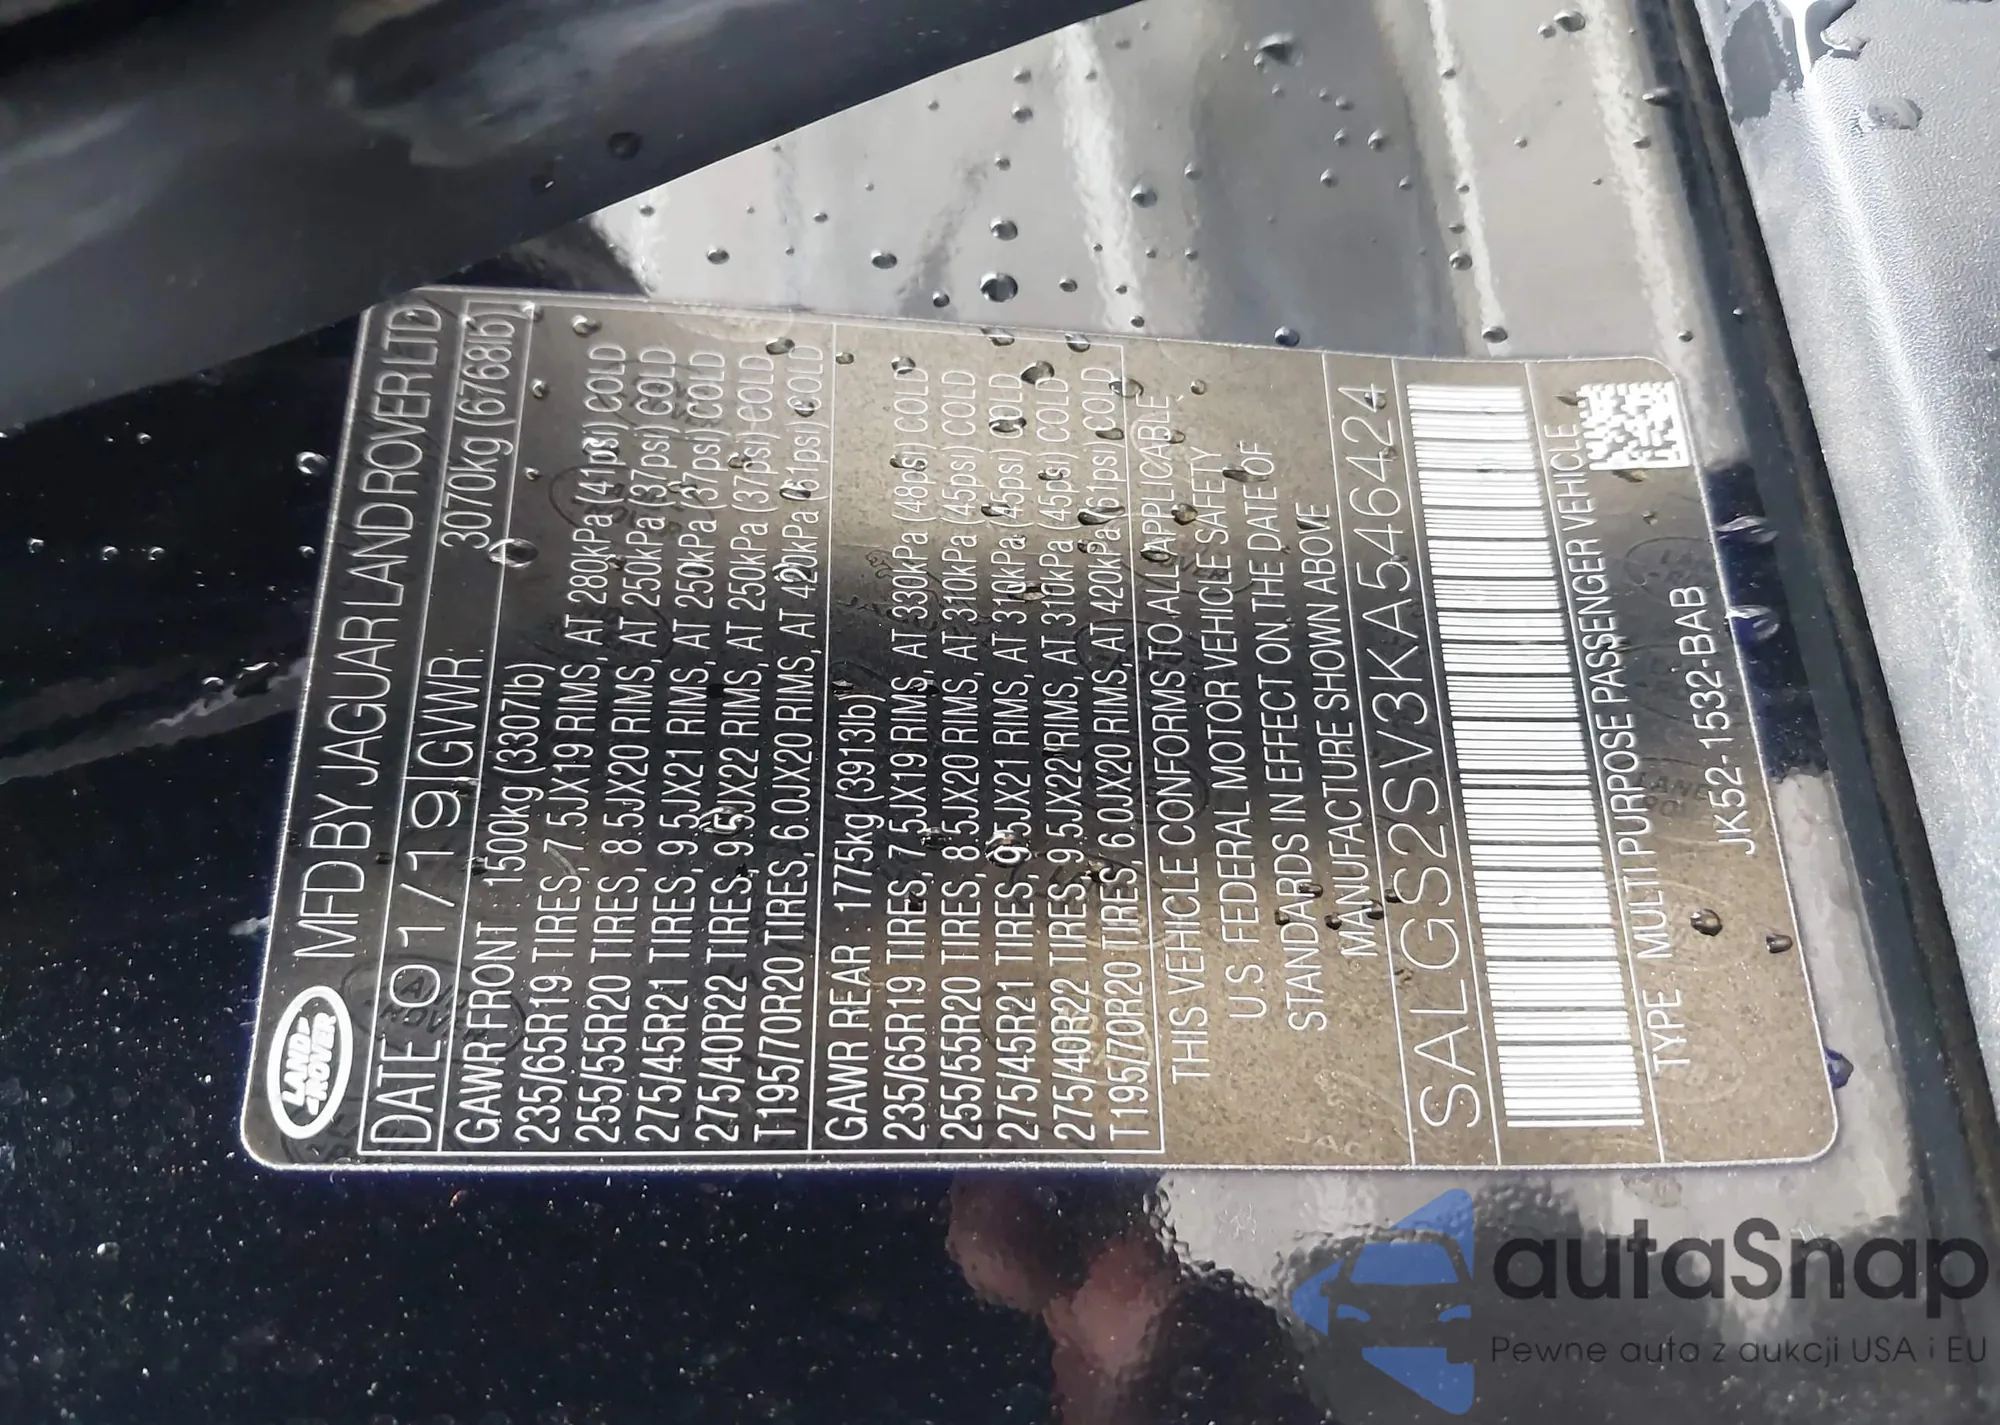 LAND
ROVER
MFD BY JAGUAR LAND ROVER LTD
DATE 01/19 GVWR 3070kg (6768lb)
GAWR FRONT 1500kg (3307lb)
235/65R19 TIRES, 7.5JX19 RIMS, AT 280kPa (41psi) COLD
255/55R20 TIRES, 8.5JX20 RIMS, AT 250kPa (37psi) COLD
275/45R21 TIRES, 9.5JX21 RIMS, AT 250kPa (37psi) COLD
275/40R22 TIRES, 9.5JX22 RIMS, AT 250kPa (37psi) COLD
T195/70R20 TIRES, 6.0JX20 RIMS, AT 420kPa (61psi) COLD
GAWR REAR 1775kg (3913lb)
235/65R19 TIRES, 7.5JX19 RIMS, AT 330kPa (48psi) COLD
255/55R20 TIRES, 8.5JX20 RIMS, AT 310kPa (45psi) COLD
275/45R21 TIRES, 9.5JX21 RIMS, AT 310kPa (45psi) COLD
275/40R22 TIRES, 9.5JX22 RIMS, AT 310kPa (45psi) COLD
T195/70R20 TIRES, 6.0JX20 RIMS, AT 420kPa (61psi) COLD
THIS VEHICLE CONFORMS TO ALL APPLICABLE
U.S. FEDERAL MOTOR VEHICLE SAFETY
STANDARDS IN EFFECT ON THE DATE OF
MANUFACTURE SHOWN ABOVE
SALGS2SV3KA546424
TYPE : MULTI PURPOSE PASSENGER VEHICLE
JK52-1532-BAB
autaSnap
Pewne auta z aukcji USA i EU